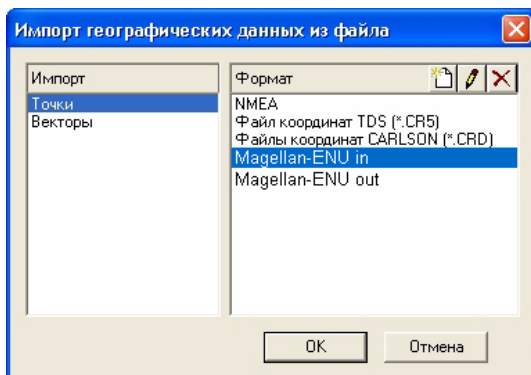 Импорт географических данных из файла
Импорт
Точки
Векторы
Формат
NMEA
Файл координат TDS (*.CR5)
Файлы координат CARLSON (*.CRD)
Magellan-ENU in
Magellan-ENU out
OK
Отмена